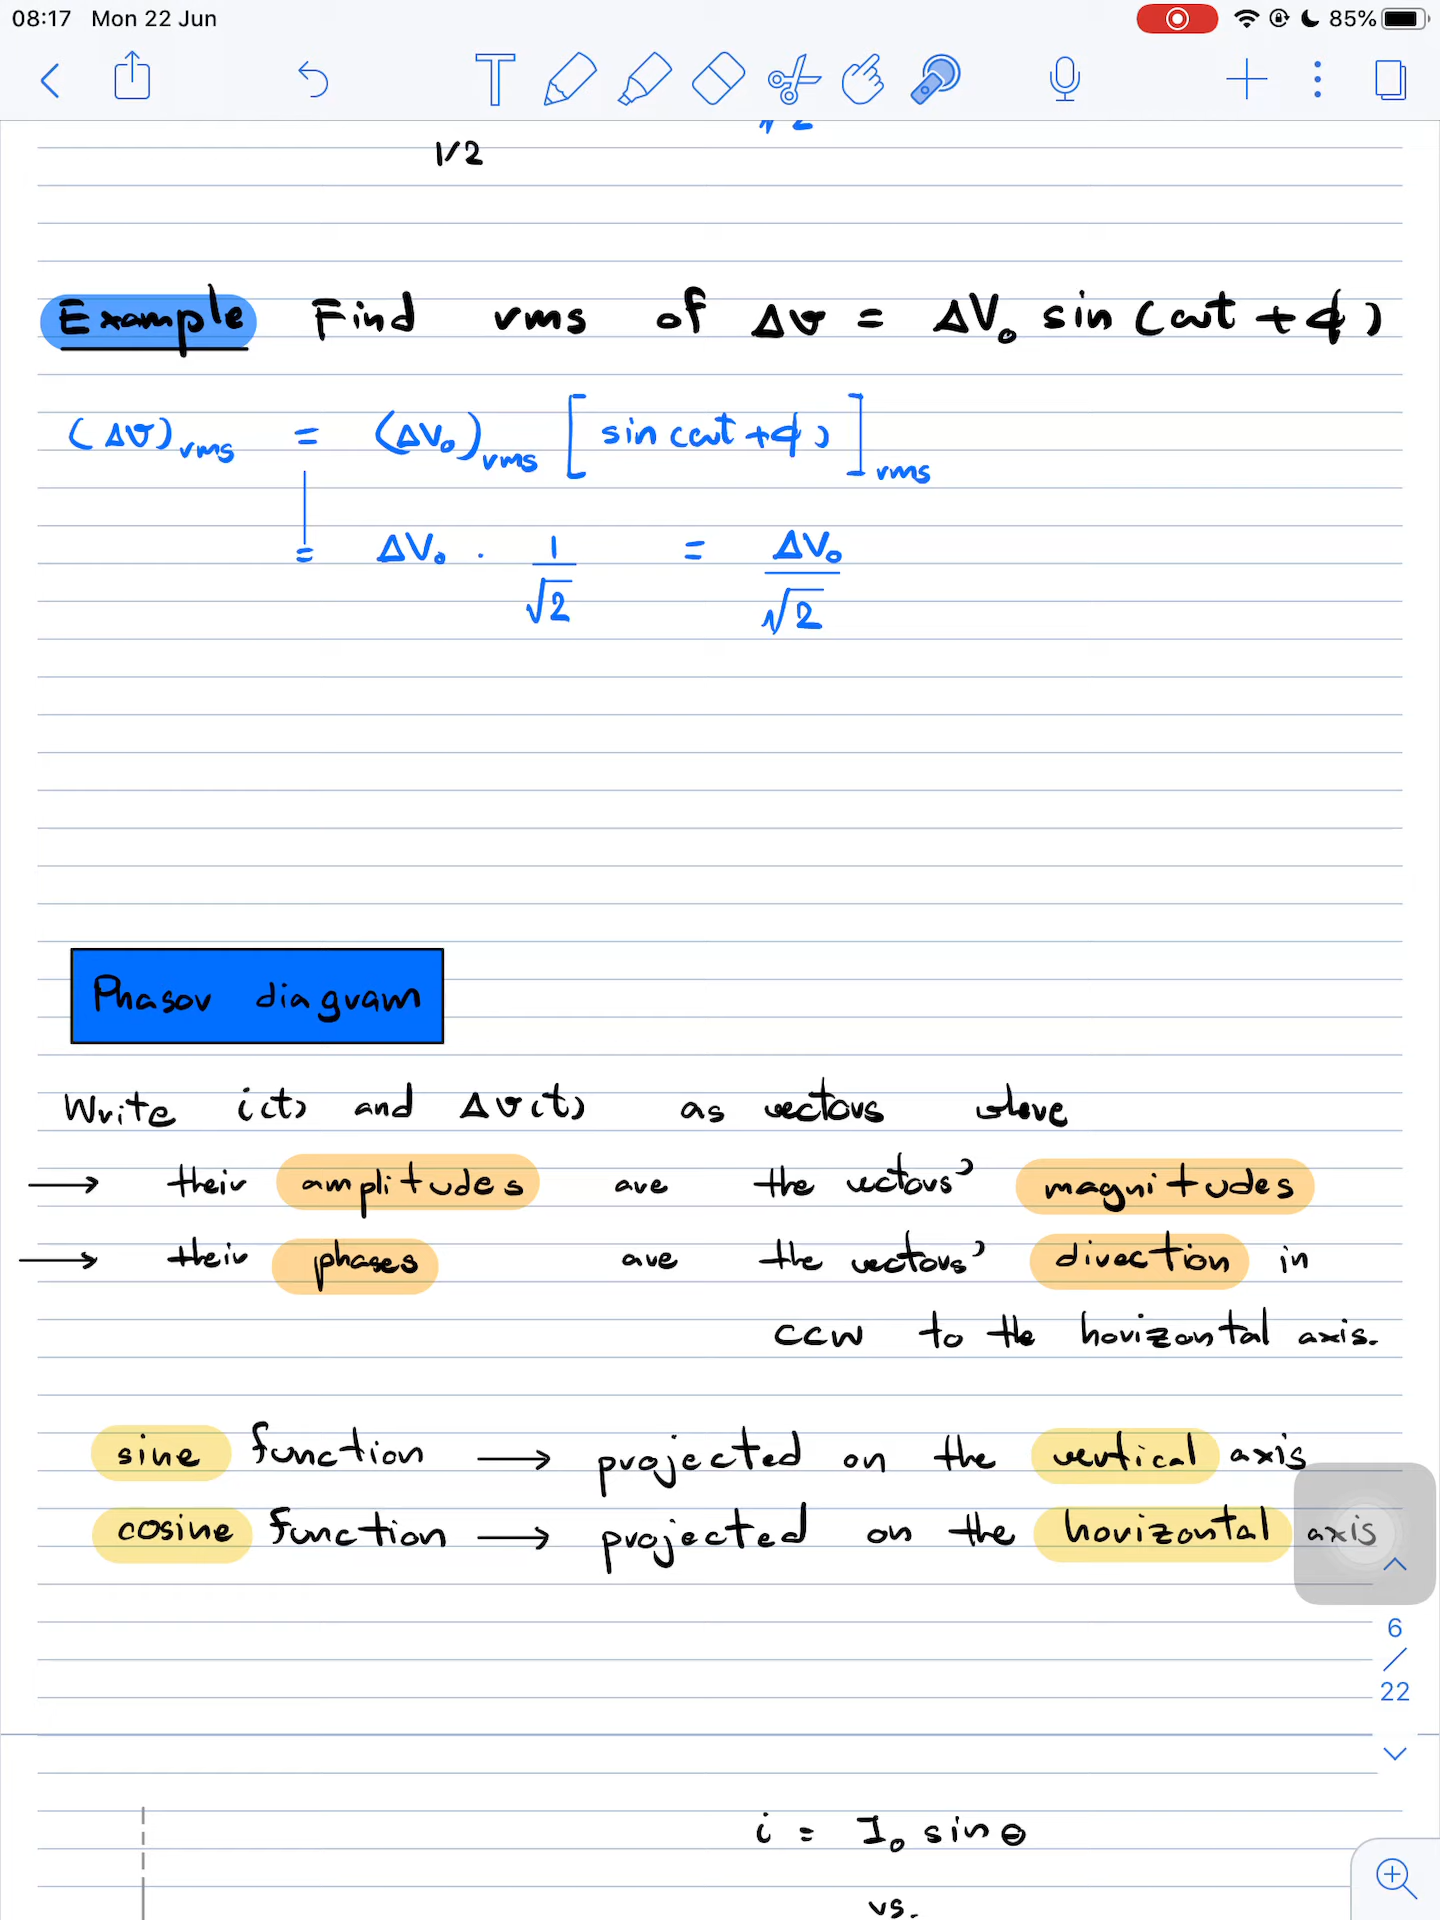 08:17 Mon 22 Jun 85%
T
√2
1/2
Example Find rms of Δv = ΔV₀ sin (ωt + φ)
(Δv)rms = (ΔV₀)rms [sin (ωt + φ)]rms
= ΔV₀ · 1/√2 = ΔV₀/√2
Phasor diagram
Write i(t) and Δv(t) as vectors where
→ their amplitudes are the vectors' magnitudes
→ their phases are the vectors' direction in
CCW to the horizontal axis.
sine function → projected on the vertical axis
cosine function → projected on the horizontal axis
6
/
22
i = I₀ sin θ
vs.